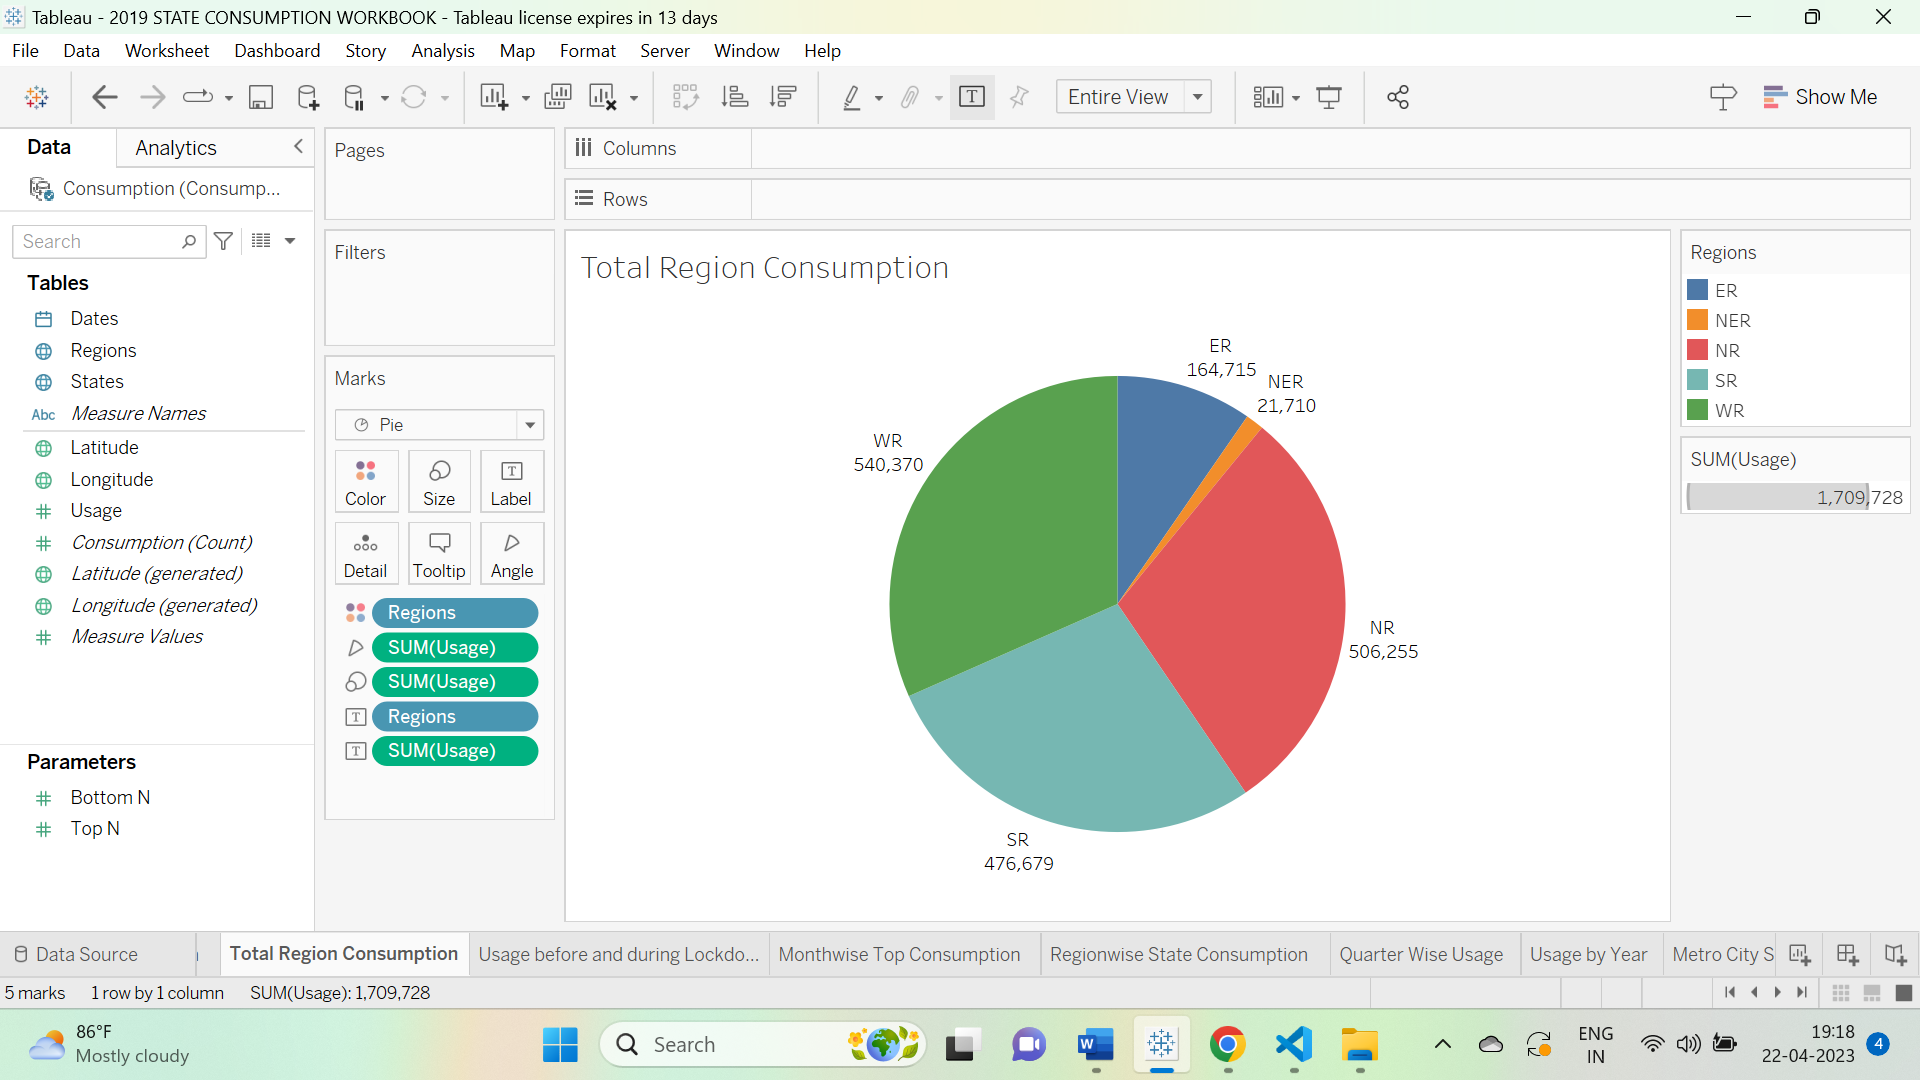 Tableau - 2019 STATE CONSUMPTION WORKBOOK - Tableau license expires in 13 days
File Data Worksheet Dashboard Story Analysis Map Format Server Window Help
Entire View
Show Me
Data Analytics
Consumption (Consump...
Search
Tables
Dates
Regions
States
Abc Measure Names
Latitude
Longitude
Usage
Consumption (Count)
Latitude (generated)
Longitude (generated)
Measure Values
Parameters
Bottom N
Top N
Pages
Filters
Marks
Pie
Color Size Label
Detail Tooltip Angle
Regions
SUM(Usage)
SUM(Usage)
Regions
SUM(Usage)
Columns
Rows
Total Region Consumption
ER
164,715
NER
21,710
WR
540,370
NR
506,255
SR
476,679
Regions
ER
NER
NR
SR
WR
SUM(Usage)
1,709,728
Data Source Total Region Consumption Usage before and during Lockdo... Monthwise Top Consumption Regionwise State Consumption Quarter Wise Usage Usage by Year Metro City S
5 marks 1 row by 1 column SUM(Usage): 1,709,728
86°F
Mostly cloudy
Search
ENG
IN
19:18
22-04-2023
4